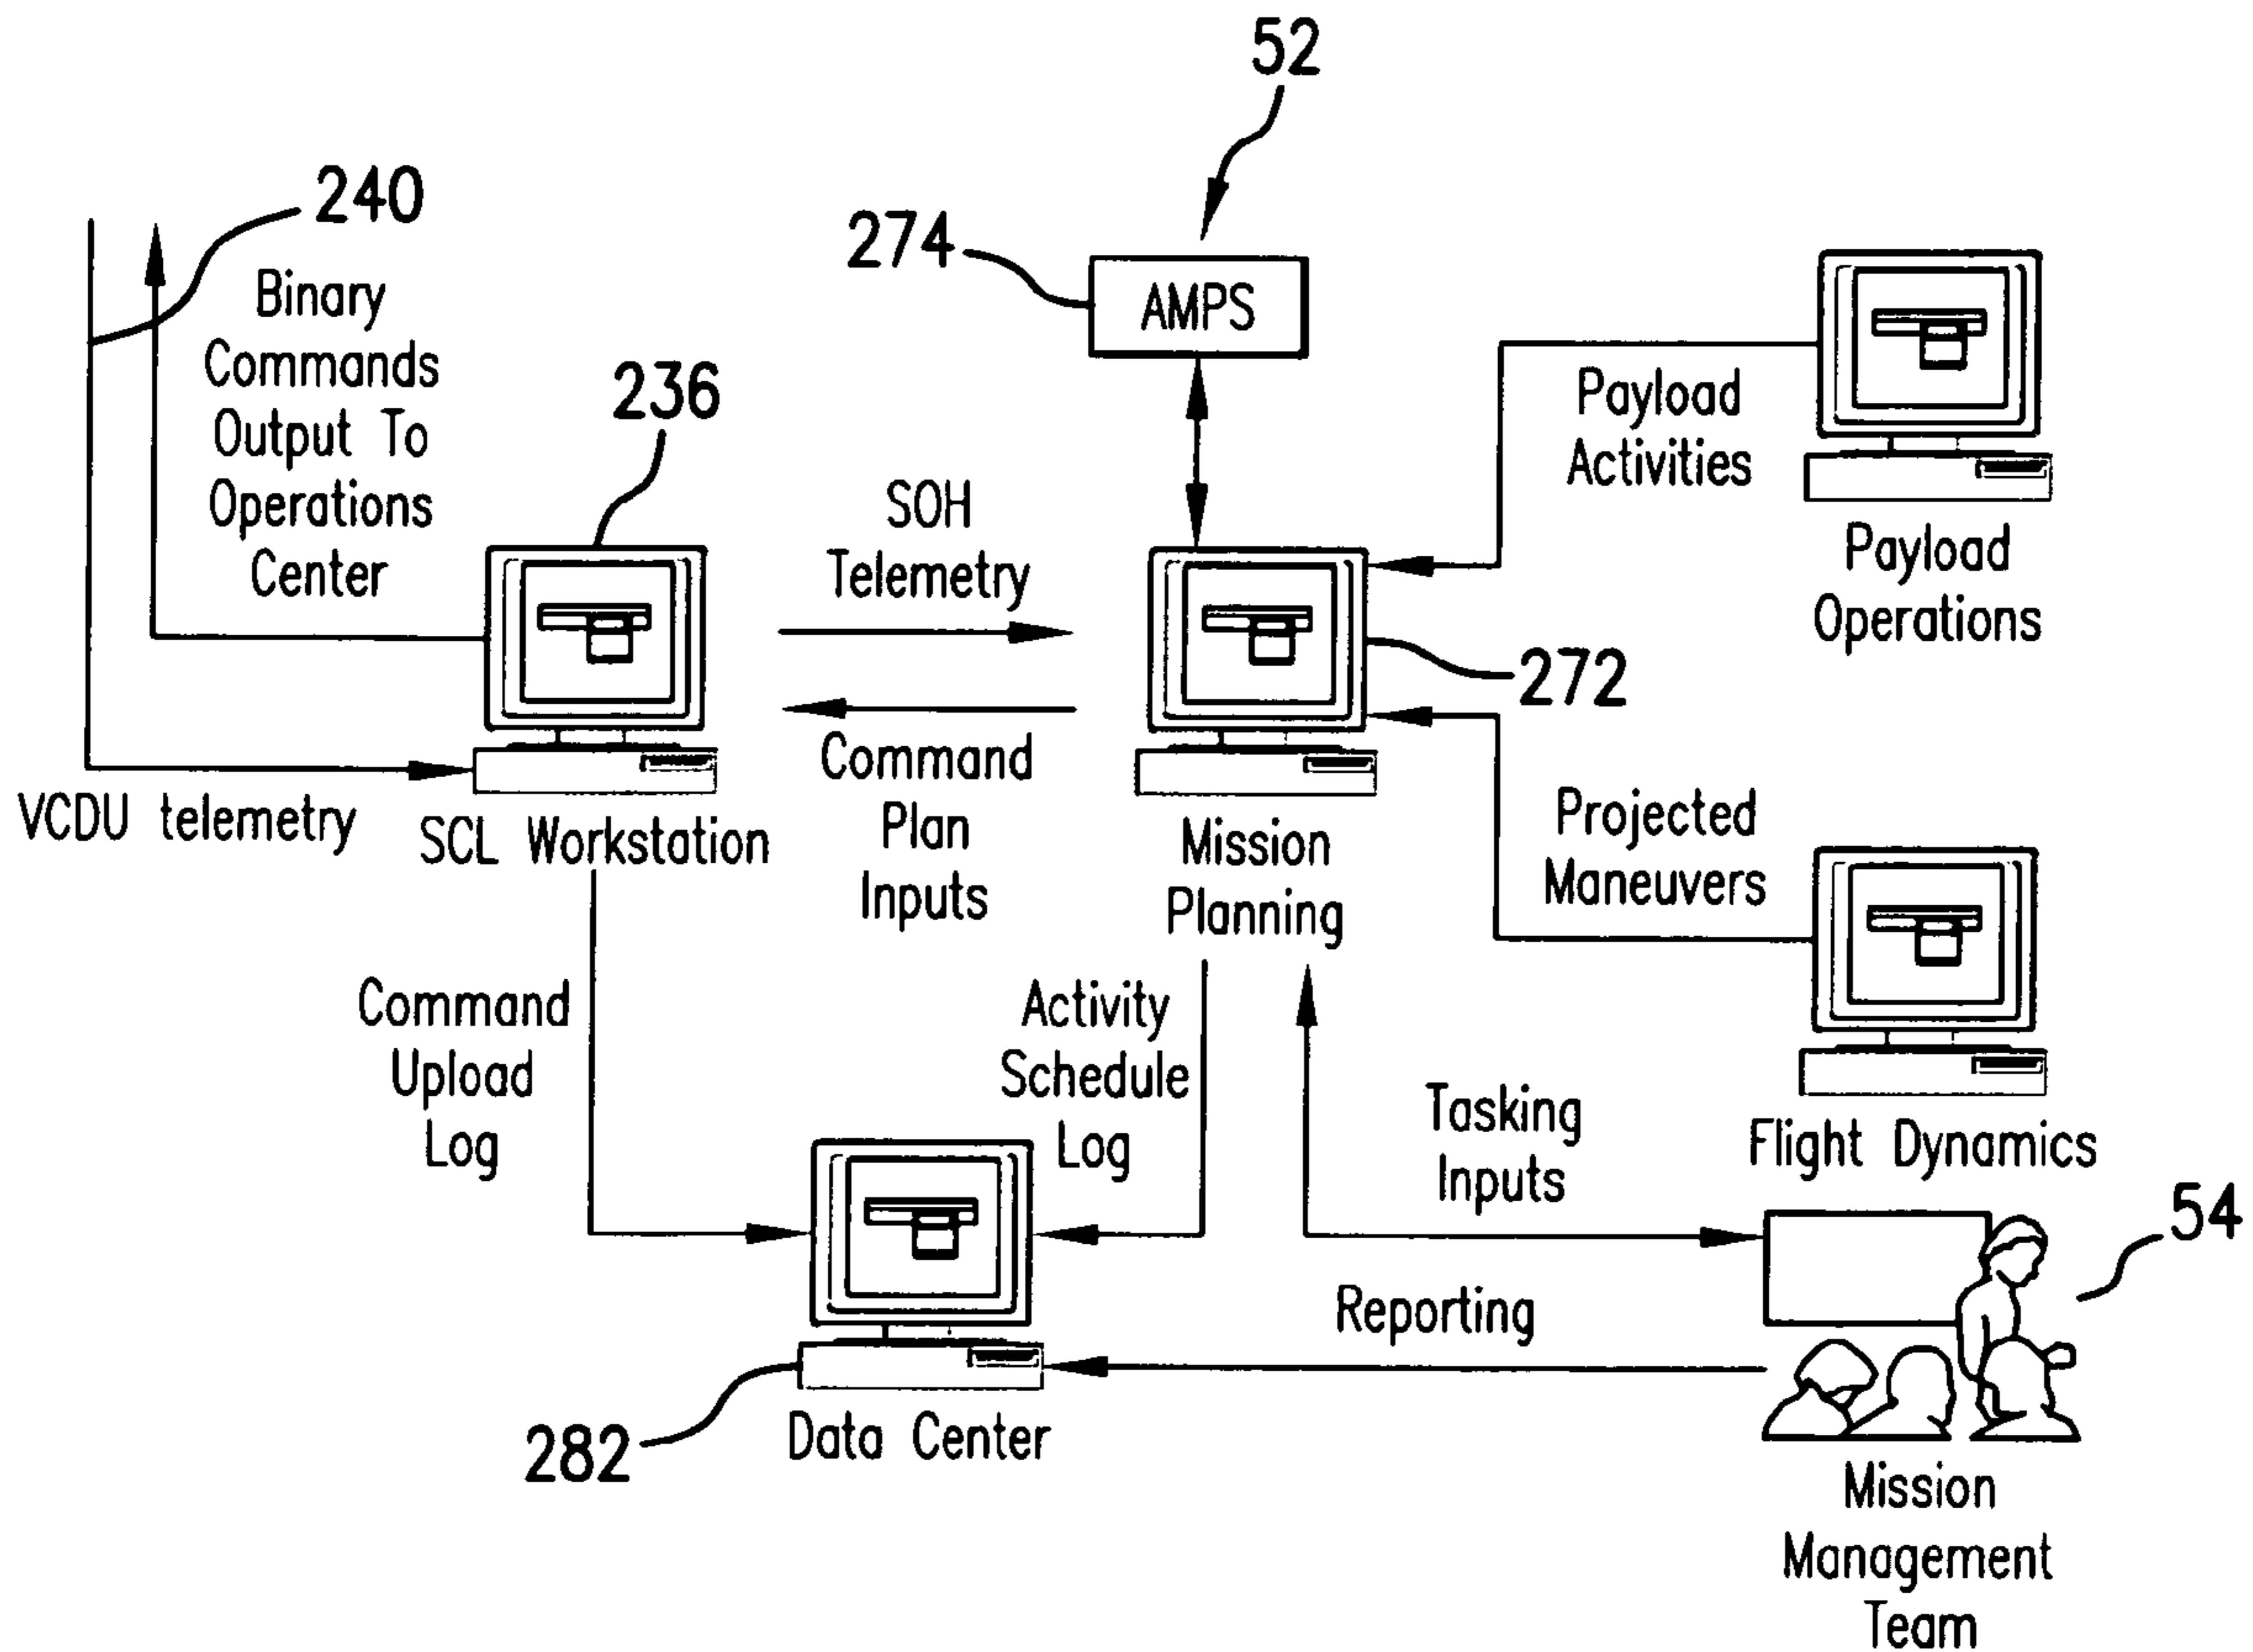 52
240
274
AMPS
Binary
Commands
Output To
Operations
Center
236
Payload
Activities
SOH
Telemetry
Payload
Operations
272
Command
Plan
Inputs
VCDU telemetry
SCL Workstation
Mission
Planning
Projected
Maneuvers
Command
Upload
Log
Activity
Schedule
Log
Tasking
Inputs
Flight Dynamics
54
Reporting
282
Data Center
Mission
Management
Team